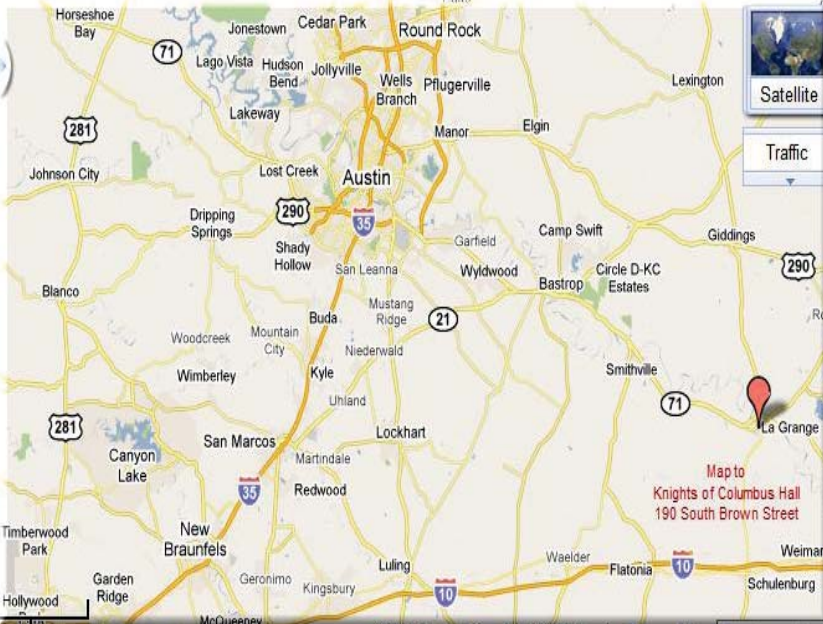 Horseshoe
Bay
Jonestown
Cedar Park
Round Rock
71
Lago Vista
Hudson
Bend
Jollyville
Wells
Branch
Pflugerville
Lexington
Satellite
Lakeway
281
Manor
Elgin
Traffic
Johnson City
Lost Creek
Austin
290
35
Dripping
Springs
Shady
Hollow
Garfield
Camp Swift
Giddings
290
San Leanna
Wyldwood
Bastrop
Circle D-KC
Estates
Blanco
Mustang
Ridge
Buda
21
Woodcreek
Mountain
City
Niederwald
Wimberley
Kyle
Smithville
Uhland
71
281
La Grange
San Marcos
Lockhart
Canyon
Lake
Martindale
Redwood
35
Map to
Knights of Columbus Hall
190 South Brown Street
Timberwood
Park
New
Braunfels
Luling
Waelder
Flatonia
10
Weimar
Garden
Ridge
Geronimo
Kingsbury
10
Schulenburg
Hollywood
McQueeney